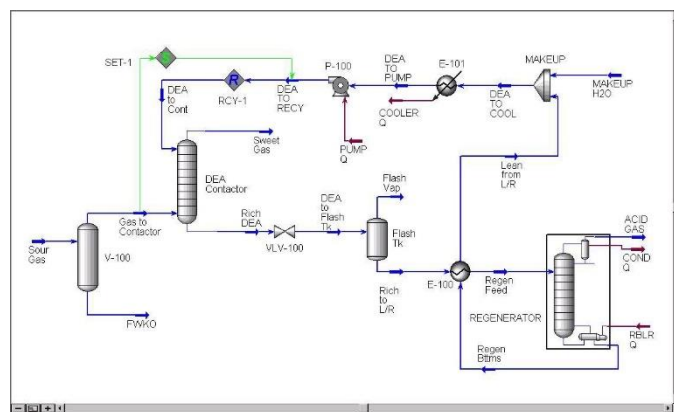 SET-1
S
P-100
DEA
TO
PUMP
E-101
MAKEUP
MAKEUP
H2O
R
DEA
to
Cont
RCY-1
DEA
TO
RECY
COOLER
Q
DEA
TO
COOL
PUMP
Q
Sweet
Gas
DEA
Contactor
Lean
from
L/R
Flash
Vap
Gas to
Contactor
Rich
DEA
VLV-100
DEA
to
Flash
Tk
Flash
Tk
ACID
GAS
COND
Q
Sour
Gas
V-100
FWKO
Rich
to
L/R
E-100
Regen
Feed
REGENERATOR
Regen
Bttms
RBLR
Q